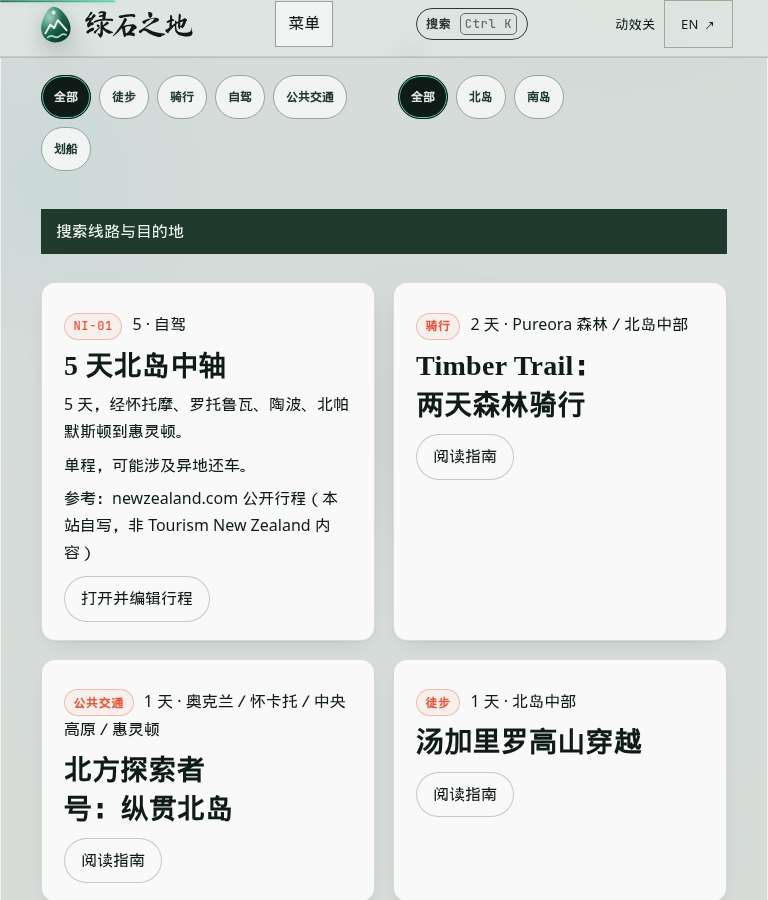 绿石之地
菜单
搜索 Ctrl K
动效关
EN ↗
全部 徒步 骑行 自驾 公共交通
划船
全部 北岛 南岛
搜索线路与目的地
NI-01 5 · 自驾
5 天北岛中轴
5 天，经怀托摩、罗托鲁瓦、陶波、北帕
默斯顿到惠灵顿。
单程，可能涉及异地还车。
参考：newzealand.com 公开行程（本
站自写，非 Tourism New Zealand 内
容）
打开并编辑行程
骑行 2 天 · Pureora 森林 / 北岛中部
Timber Trail：
两天森林骑行
阅读指南
公共交通 1 天 · 奥克兰 / 怀卡托 / 中央
高原 / 惠灵顿
北方探索者
号：纵贯北岛
阅读指南
徒步 1 天 · 北岛中部
汤加里罗高山穿越
阅读指南